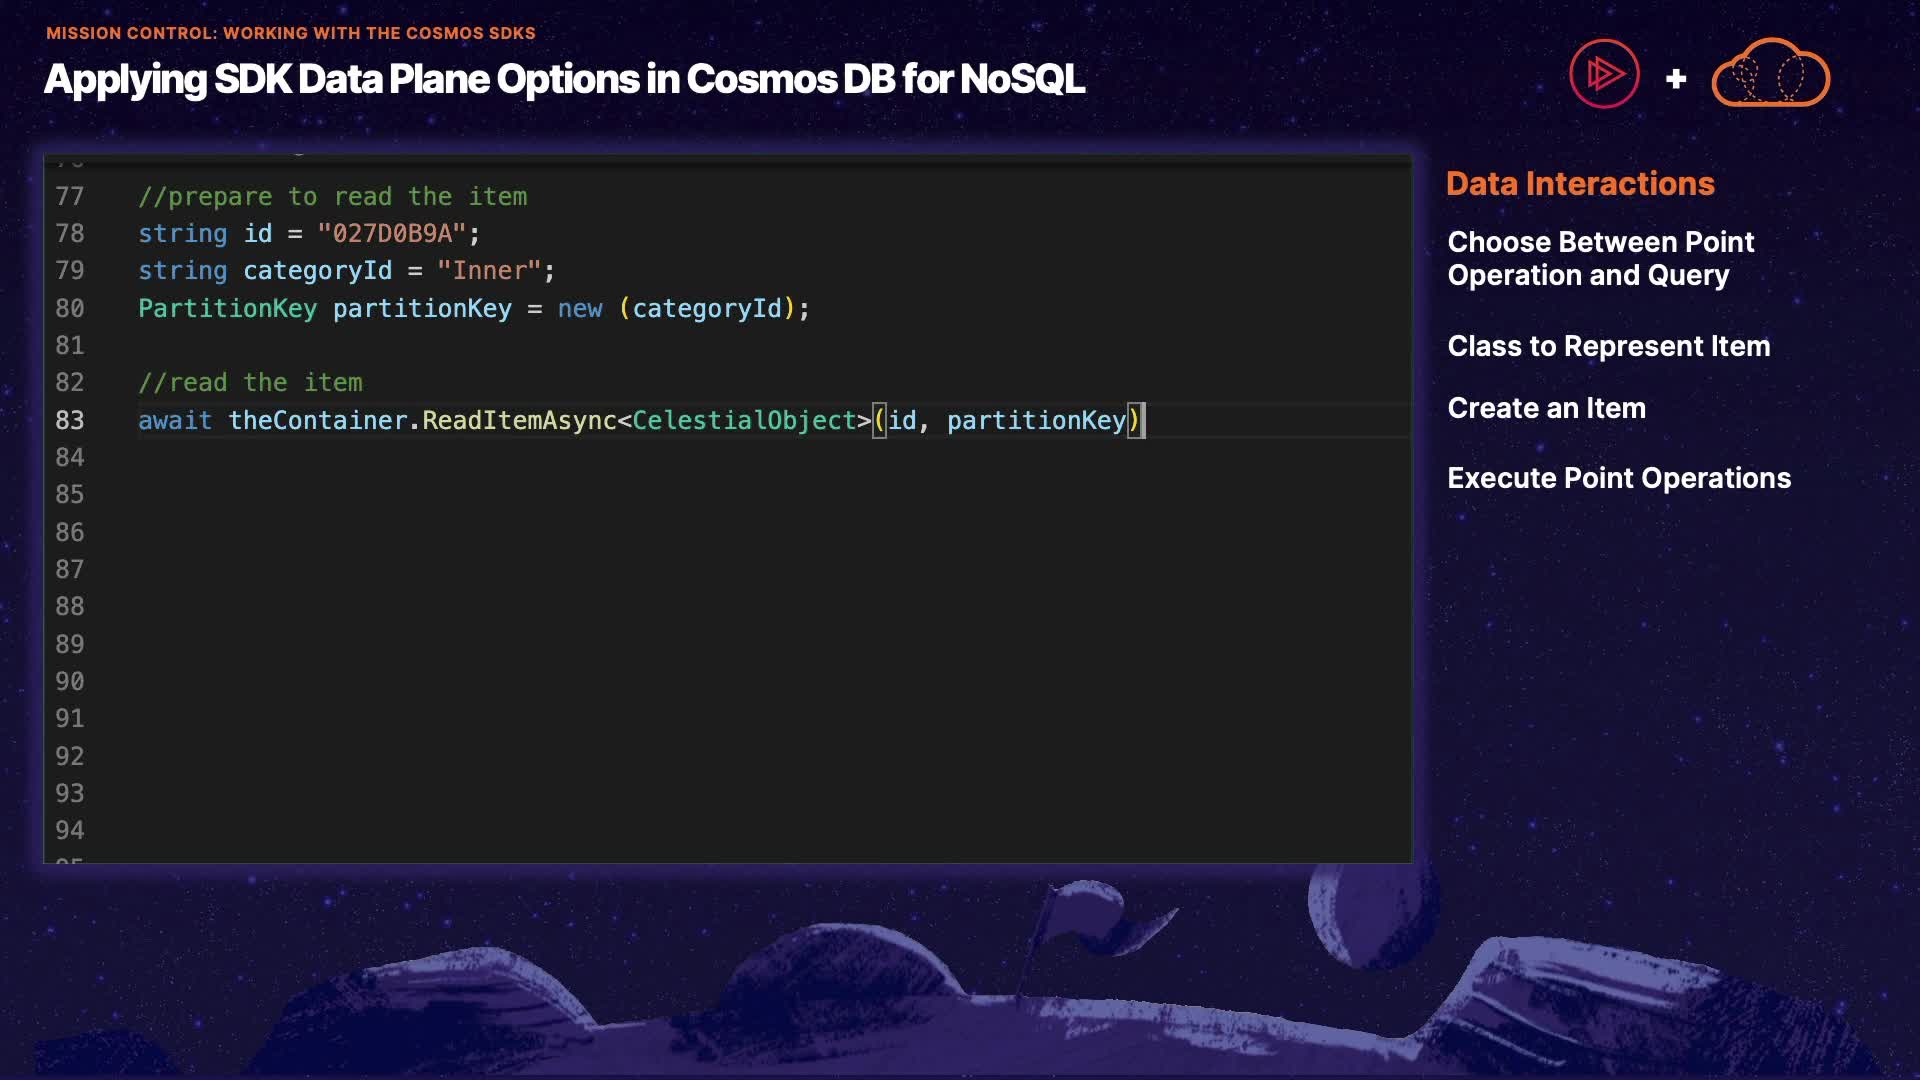 MISSION CONTROL: WORKING WITH THE COSMOS SDKS
Applying SDK Data Plane Options in Cosmos DB for NoSQL
77 //prepare to read the item
78 string id = "027D0B9A";
79 string categoryId = "Inner";
80 PartitionKey partitionKey = new (categoryId);
81
82 //read the item
83 await theContainer.ReadItemAsync<CelestialObject>(id, partitionKey)
84
85
86
87
88
89
90
91
92
93
94
Data Interactions
Choose Between Point
Operation and Query
Class to Represent Item
Create an Item
Execute Point Operations